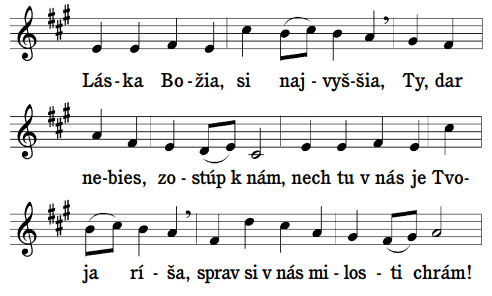 Lás-ka Bo-žia, si naj-vyš-šia, Ty, dar
ne-bies, zo-stúp k nám, nech tu v nás je Tvo-
ja rí-ša, sprav si v nás mi-los-ti chrám!